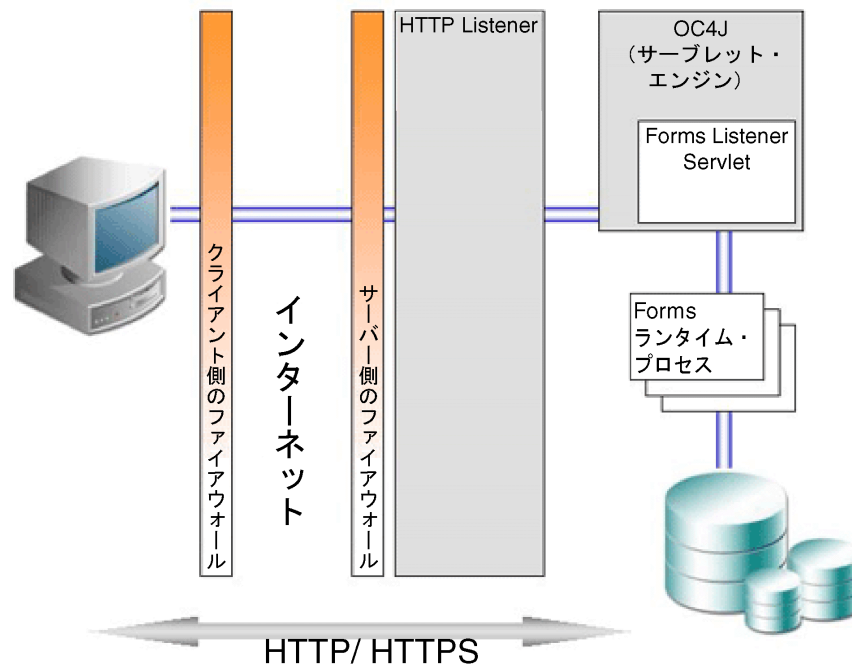 HTTP Listener
OC4J
（サーブレット・
エンジン）
Forms Listener
Servlet
クライアント側のファイアウォール
インターネット
サーバー側のファイアウォール
Forms
ランタイム・
プロセス
HTTP/ HTTPS